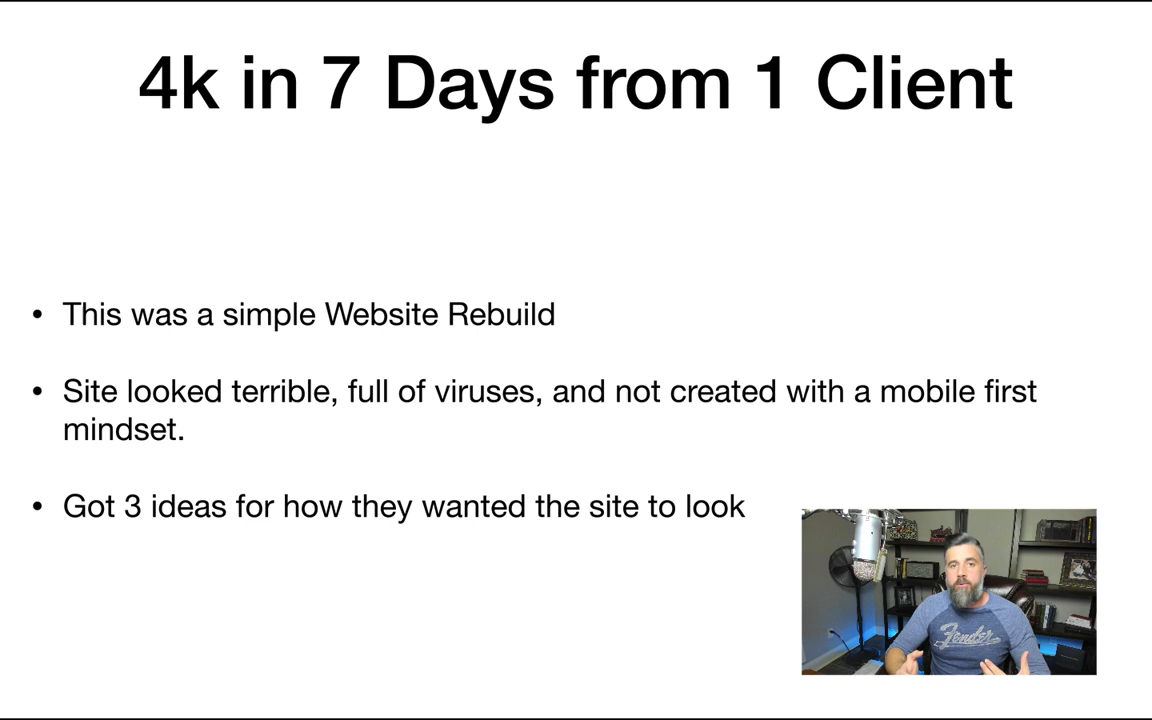 4k in 7 Days from 1 Client
• This was a simple Website Rebuild
• Site looked terrible, full of viruses, and not created with a mobile first
mindset.
• Got 3 ideas for how they wanted the site to look
Fender